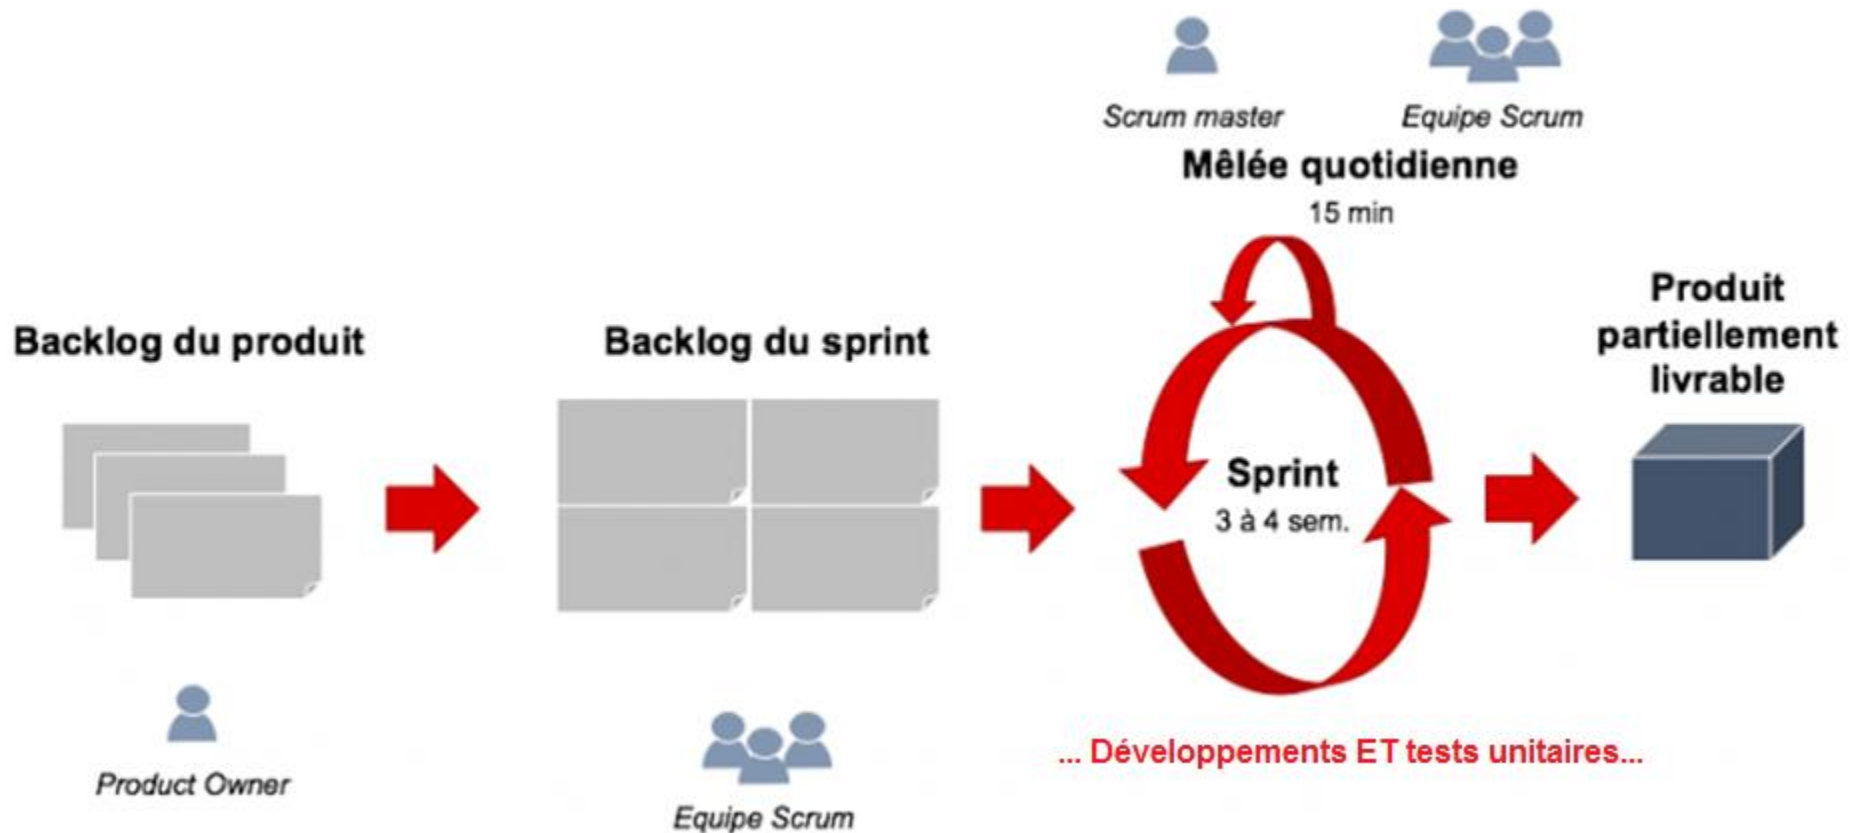 Scrum master
Equipe Scrum
Mêlée quotidienne
15 min
Backlog du produit
Backlog du sprint
Produit
partiellement
livrable
Sprint
3 à 4 sem.
Product Owner
Equipe Scrum
... Développements ET tests unitaires...